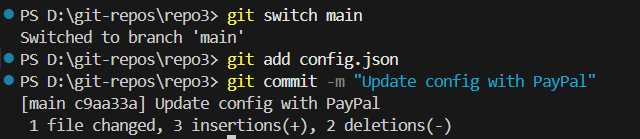 PS D:\git-repos\repo3> git switch main
Switched to branch 'main'
PS D:\git-repos\repo3> git add config.json
PS D:\git-repos\repo3> git commit -m "Update config with PayPal"
[main c9aa33a] Update config with PayPal
 1 file changed, 3 insertions(+), 2 deletions(-)